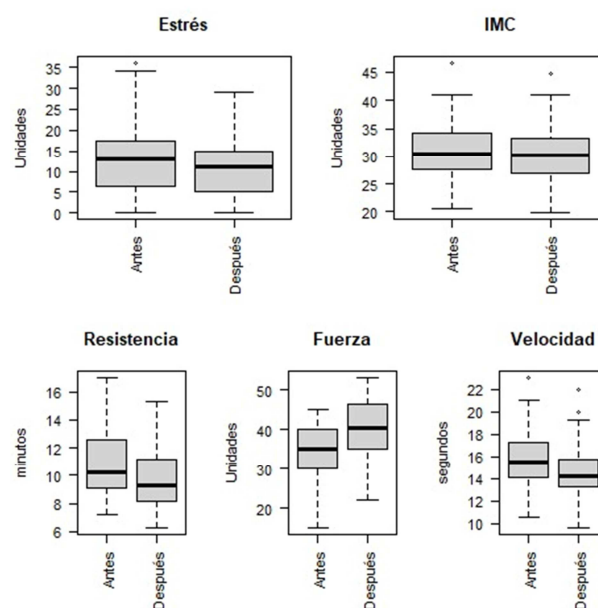 Estrés
IMC
Unidades
35
30
25
20
15
10
5
0
Antes
Después
Unidades
45
40
35
30
25
20
Antes
Después
Resistencia
Fuerza
Velocidad
minutos
16
14
12
10
8
6
Antes
Después
Unidades
50
40
30
20
Antes
Después
segundos
22
20
18
16
14
12
10
Antes
Después